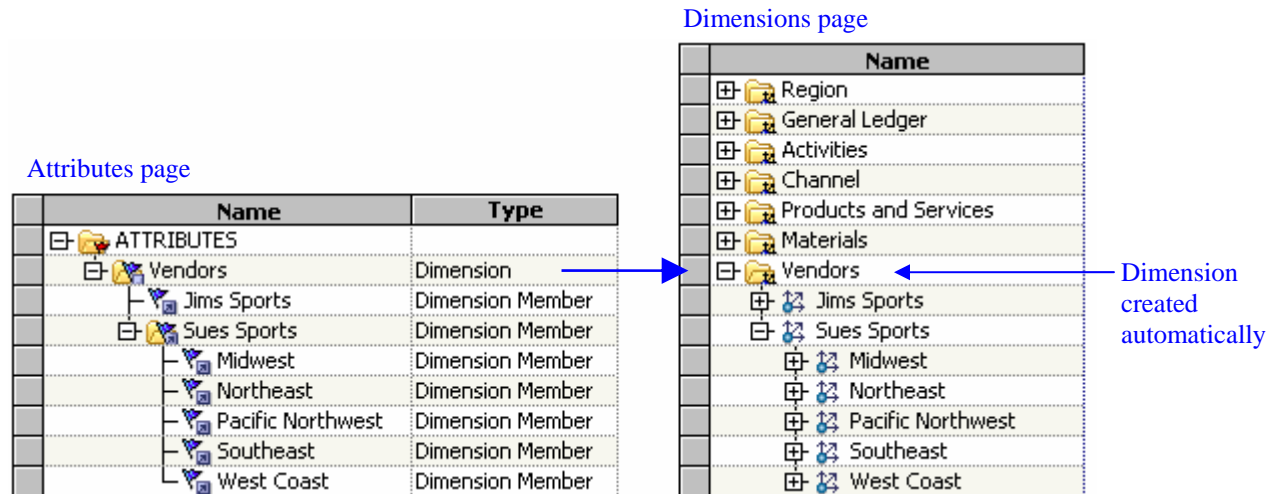 Dimensions page
Name
Region
General Ledger
Activities
Channel
Products and Services
Materials
Vendors
Jims Sports
Sues Sports
Midwest
Northeast
Pacific Northwest
Southeast
West Coast
Dimension
created
automatically
Attributes page
Name Type
ATTRIBUTES
Vendors Dimension
Jims Sports Dimension Member
Sues Sports Dimension Member
Midwest Dimension Member
Northeast Dimension Member
Pacific Northwest Dimension Member
Southeast Dimension Member
West Coast Dimension Member